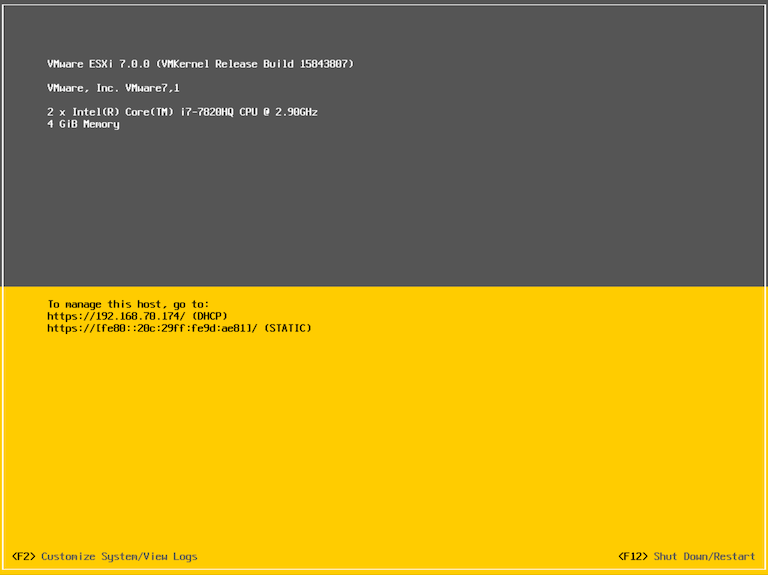 VMware ESXi 7.0.0 (VMKernel Release Build 15843807)
VMware, Inc. VMware7,1
2 x Intel(R) Core(TM) i7-7820HQ CPU @ 2.90GHz
4 GiB Memory
To manage this host, go to:
https://192.168.70.174/ (DHCP)
https://[fe80::20c:29ff:fe9d:ae81]/ (STATIC)
<F2> Customize System/View Logs
<F12> Shut Down/Restart